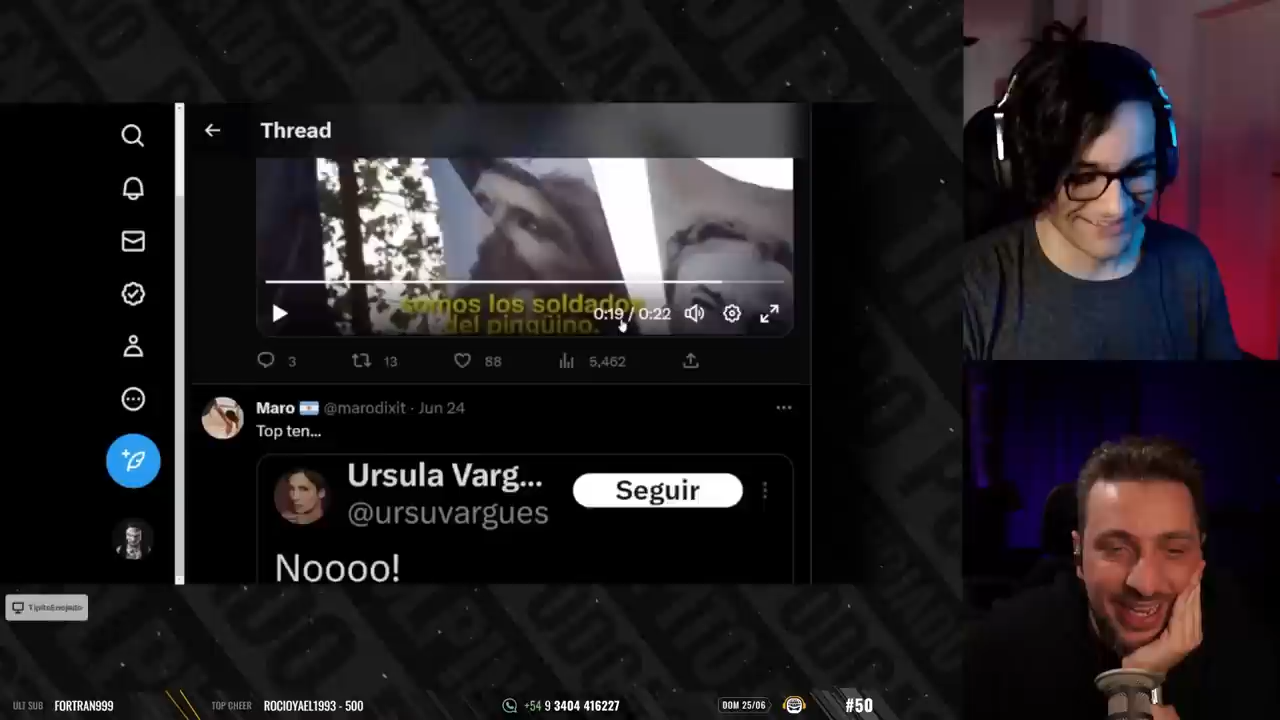 Thread
somos los soldados
del pingüino.
0:19 / 0:22
3
13
88
5,462
Maro @marodixit · Jun 24
Top ten...
Ursula Varg...
Seguir
@ursuvargues
Noooo!
TipitoEnojado
ULT SUB FORTRAN999 TOP CHEER ROCIOYAEL1993 - 500 +54 9 3404 416227 DOM 25/06 #50